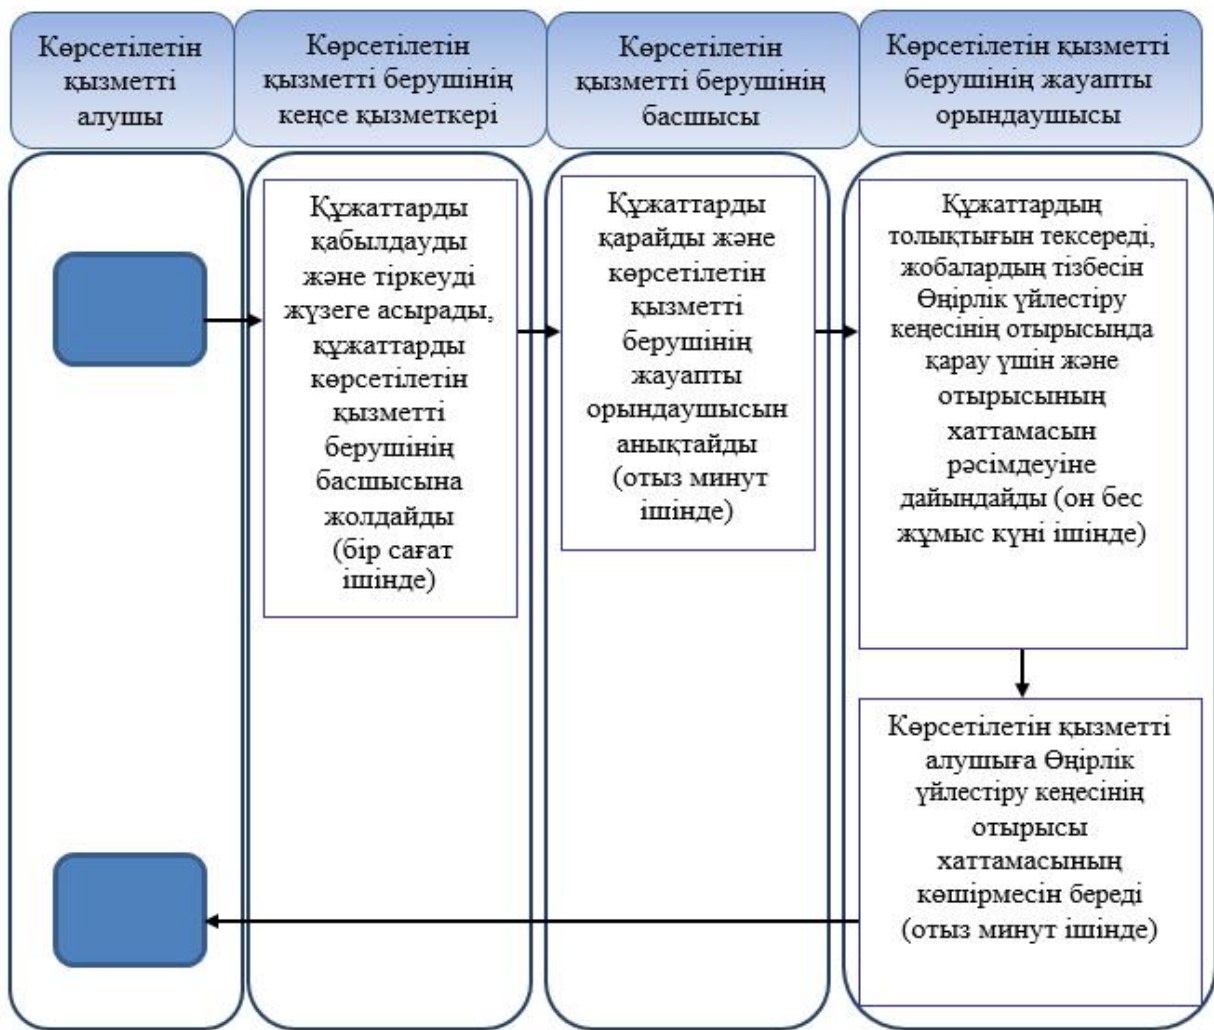 Көрсетілетін
қызметті
алушы
Көрсетілетін
қызметті берушінің
кеңсе қызметкері
Көрсетілетін
қызметті берушінің
басшысы
Көрсетілетін қызметті
берушінің жауапты
орындаушысы
Құжаттарды
қабылдауды
және тіркеуді
жүзеге асырады,
құжаттарды
көрсетілетін
қызметті
берушінің
басшысына
жолдайды
(бір сағат
ішінде)
Құжаттарды
қарайды және
көрсетілетін
қызметті
берушінің
жауапты
орындаушысын
анықтайды
(отыз минут
ішінде)
Құжаттардың
толықтығын тексереді,
жобалардың тізбесін
Өңірлік үйлестіру
кеңесінің отырысында
қарау үшін және
отырысының
хаттамасын
рәсімдеуіне
дайындайды (он бес
жұмыс күні ішінде)
Көрсетілетін қызметті
алушыға Өңірлік
үйлестіру кеңесінің
отырысы
хаттамасының
көшірмесін береді
(отыз минут ішінде)